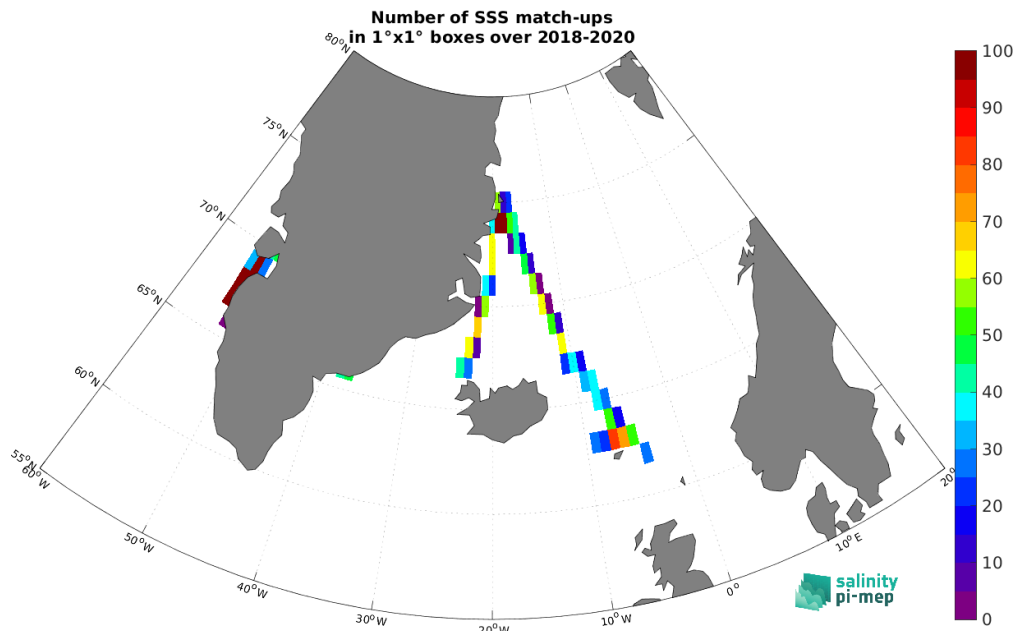 Number of SSS match-ups
in 1°x1° boxes over 2018-2020
80°N
75°N
70°N
65°N
60°N
55°N
60°W
50°W
40°W
30°W
20°W
10°W
0°
10°E
20°
100
90
80
70
60
50
40
30
20
10
0
salinity
pi-mep